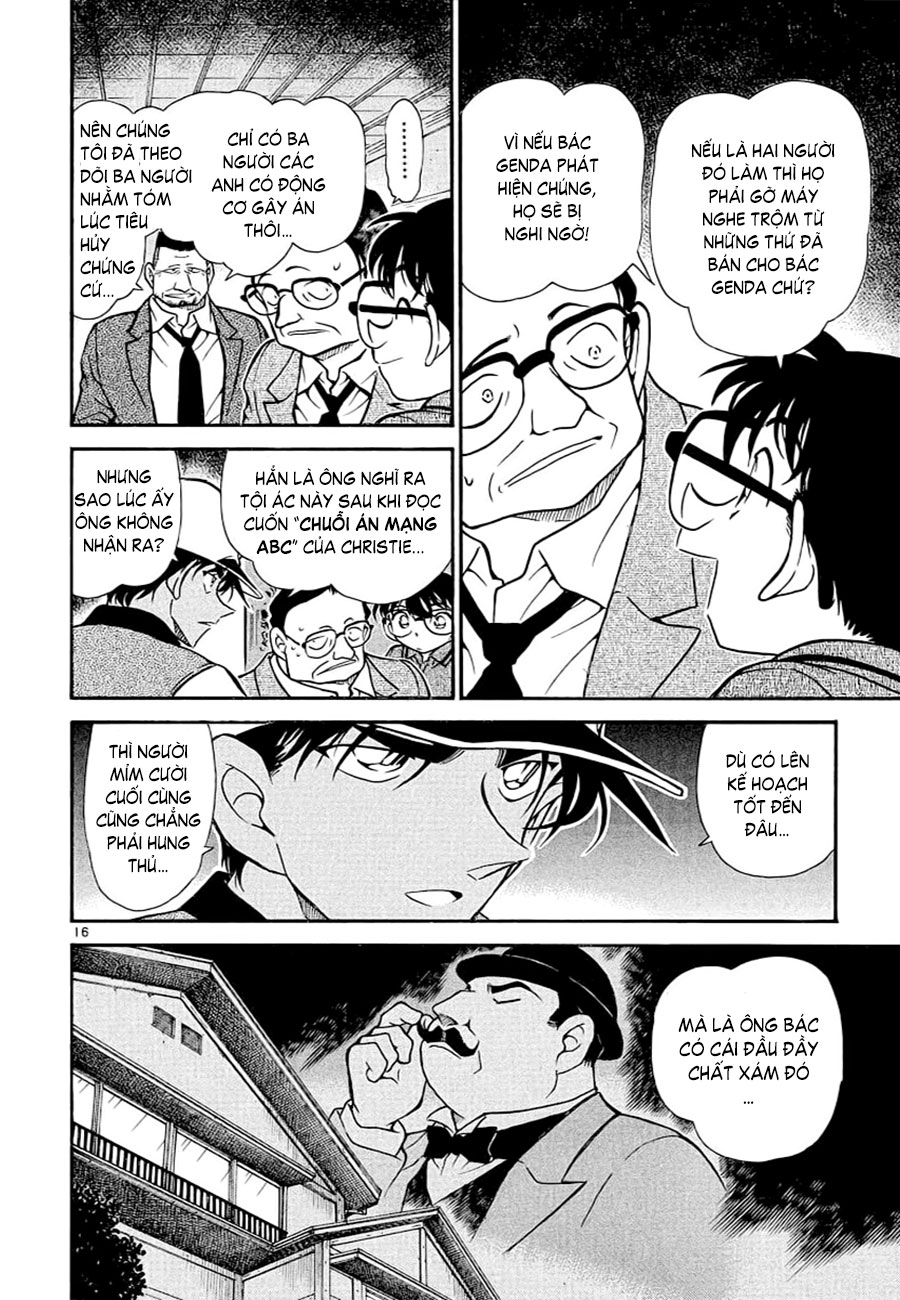 NẾU LÀ HAI NGƯỜI
ĐÓ LÀM THÌ HỌ
PHẢI GỠ MÁY
NGHE TRỘM TỪ
NHỮNG THỨ ĐÃ
BÁN CHO BÁC
GENDA CHỨ?
VÌ NẾU BÁC
GENDA PHÁT
HIỆN CHÚNG,
HỌ SẼ BỊ
NGHI NGỜ!
........
CHỈ CÓ BA
NGƯỜI CÁC
ANH CÓ ĐỘNG
CƠ GÂY ÁN
THÔI...
NÊN CHÚNG
TÔI ĐÃ THEO
DÕI BA NGƯỜI
NHẰM TÓM
LÚC TIÊU
HỦY
CHỨNG
CỨ...
HẲN LÀ ÔNG NGHĨ RA
TỘI ÁC NÀY SAU KHI ĐỌC
CUỐN “CHUỖI ÁN MẠNG
ABC” CỦA CHRISTIE...
NHƯNG
SAO LÚC ẤY
ÔNG KHÔNG
NHẬN RA?
DÙ CÓ LÊN
KẾ HOẠCH
TỐT ĐẾN
ĐÂU...
THÌ NGƯỜI
MỈM CƯỜI
CUỐI CÙNG
CŨNG CHẲNG
PHẢI HUNG
THỦ...
16
MÀ LÀ ÔNG BÁC
CÓ CÁI ĐẦU ĐẦY
CHẤT XÁM ĐÓ
...